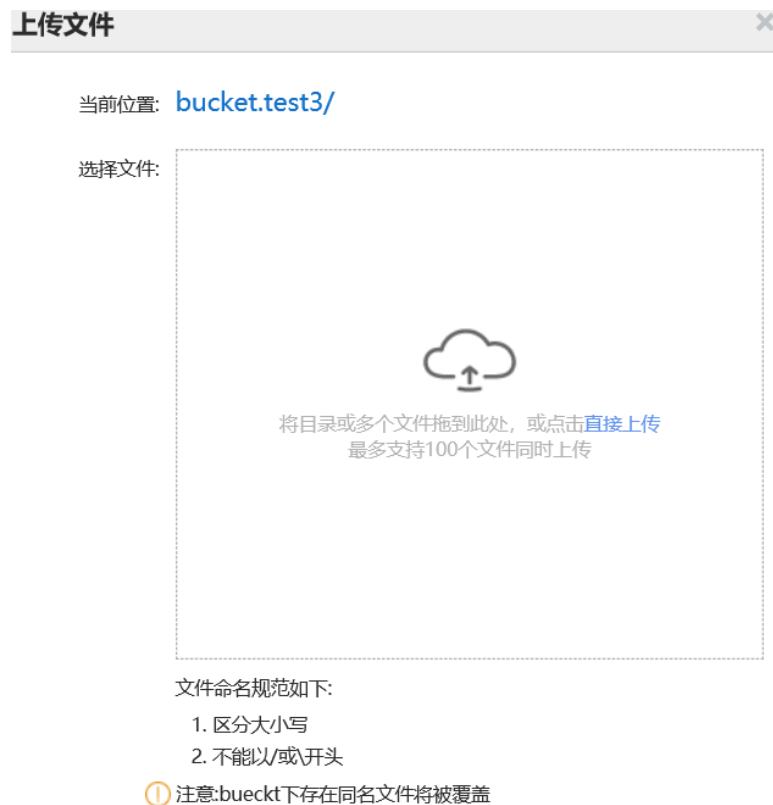 上传文件
当前位置: bucket.test3/
选择文件:
将目录或多个文件拖到此处，或点击直接上传
最多支持100个文件同时上传
文件命名规范如下:
1. 区分大小写
2. 不能以/或\开头
注意:bueckt下存在同名文件将被覆盖